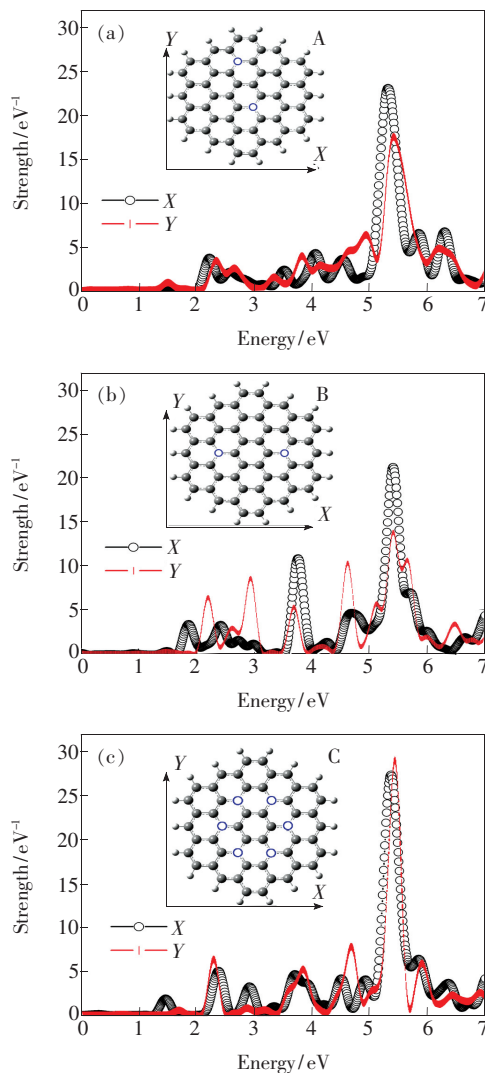 (a)
Y
A
X
30
25
20
15
10
5
0
Strength/eV⁻¹
X
Y
0 1 2 3 4 5 6 7
Energy/eV
(b)
Y
B
X
30
25
20
15
10
5
0
Strength/eV⁻¹
X
Y
0 1 2 3 4 5 6 7
Energy/eV
(c)
Y
C
X
30
25
20
15
10
5
0
Strength/eV⁻¹
X
Y
0 1 2 3 4 5 6 7
Energy/eV